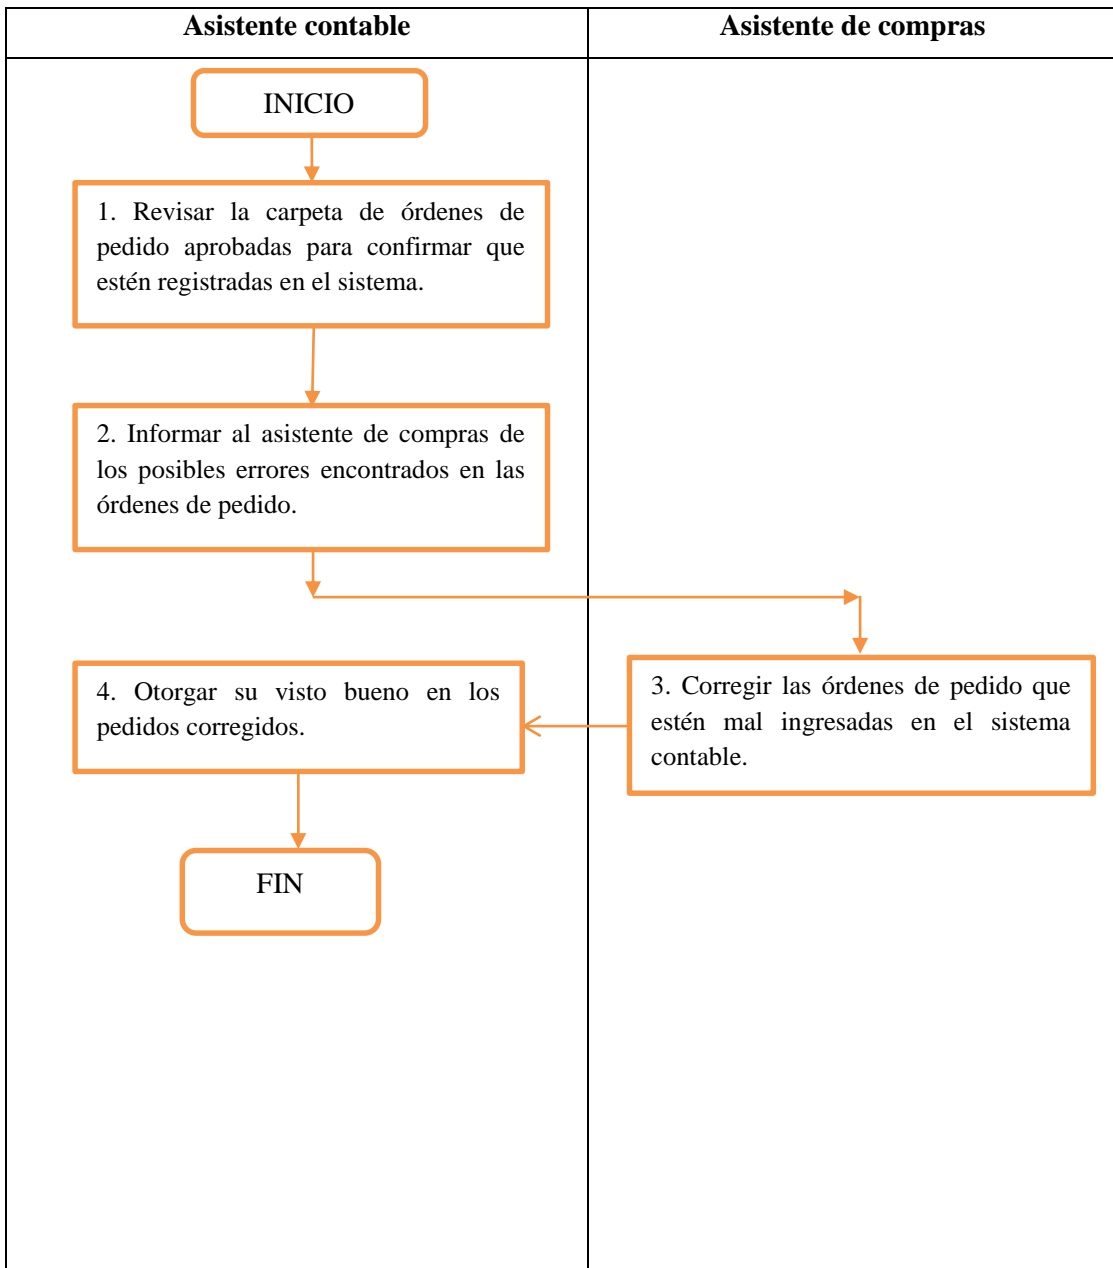 Asistente contable
Asistente de compras
INICIO
1. Revisar la carpeta de órdenes de
pedido aprobadas para confirmar que
estén registradas en el sistema.
2. Informar al asistente de compras de
los posibles errores encontrados en las
órdenes de pedido.
3. Corregir las órdenes de pedido que
estén mal ingresadas en el sistema
contable.
4. Otorgar su visto bueno en los
pedidos corregidos.
FIN